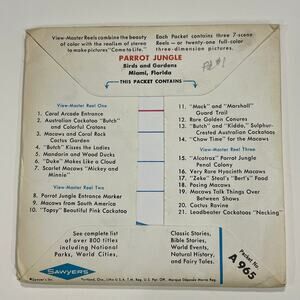 View-Master Reels combine the beauty
of color with the realism of stereo
to make pictures "Come to Life."
Each Packet contains three 7-scene
Reels — or twenty-one full-color
three-dimension pictures.
PARROT JUNGLE
Birds and Gardens
Miami, Florida
THIS PACKET CONTAINS
View-Master Reel One
1. Coral Arcade Entrance
2. Australian Cockatoo "Butch"
and Colorful Cratons
3. Macaws and Coral Rock
Cactus Garden
4. "Butch" Kisses the Ladies
5. Mandarin and Wood Ducks
6. "Duke" Makes Like a Cloud
7. Scarlet Macaws "Mickey and
Minnie"
View-Master Reel Two
8. Parrot Jungle Entrance Marker
9. Macaws from South America
10. "Topsy" Beautiful Pink Cockatoo
11. "Mack" and "Marshall"
Guard Trail
12. Rare Golden Conures
13. "Butch" and "Kiddo," Sulphur-
Crested Australian Cockatoos
14. "Chow Time" for the Macaws
View-Master Reel Three
15. "Alcatraz" Parrot Jungle
Penal Colony
16. Very Rare Hyacinth Macaws
17. "Zeke" Steal's "Bert's" Fone
18. Posing Macaws
19. Macaws Talk Things Over
Between Shows
20. Cactus Ravine
21. Leadbeater Cockatoos "Necking"
See complete list
of over 800 titles
including National
Parks, World Cities,
Classic Stories,
Bible Stories,
World Events,
Natural History,
and Fairy Tales.
SAWYERS
Packet No.
A 965